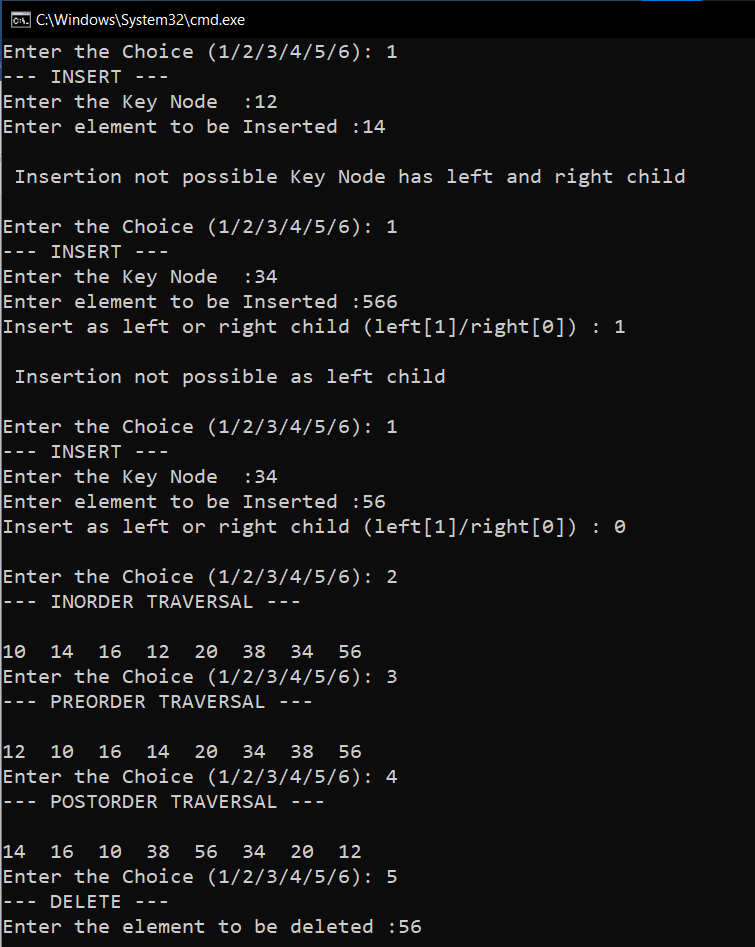 C:\Windows\System32\cmd.exe
Enter the Choice (1/2/3/4/5/6): 1
--- INSERT ---
Enter the Key Node  :12
Enter element to be Inserted :14
 Insertion not possible Key Node has left and right child
Enter the Choice (1/2/3/4/5/6): 1
--- INSERT ---
Enter the Key Node  :34
Enter element to be Inserted :566
Insert as left or right child (left[1]/right[0]) : 1
 Insertion not possible as left child
Enter the Choice (1/2/3/4/5/6): 1
--- INSERT ---
Enter the Key Node  :34
Enter element to be Inserted :56
Insert as left or right child (left[1]/right[0]) : 0
Enter the Choice (1/2/3/4/5/6): 2
--- INORDER TRAVERSAL ---
10  14  16  12  20  38  34  56
Enter the Choice (1/2/3/4/5/6): 3
--- PREORDER TRAVERSAL ---
12  10  16  14  20  34  38  56
Enter the Choice (1/2/3/4/5/6): 4
--- POSTORDER TRAVERSAL ---
14  16  10  38  56  34  20  12
Enter the Choice (1/2/3/4/5/6): 5
--- DELETE ---
Enter the element to be deleted :56